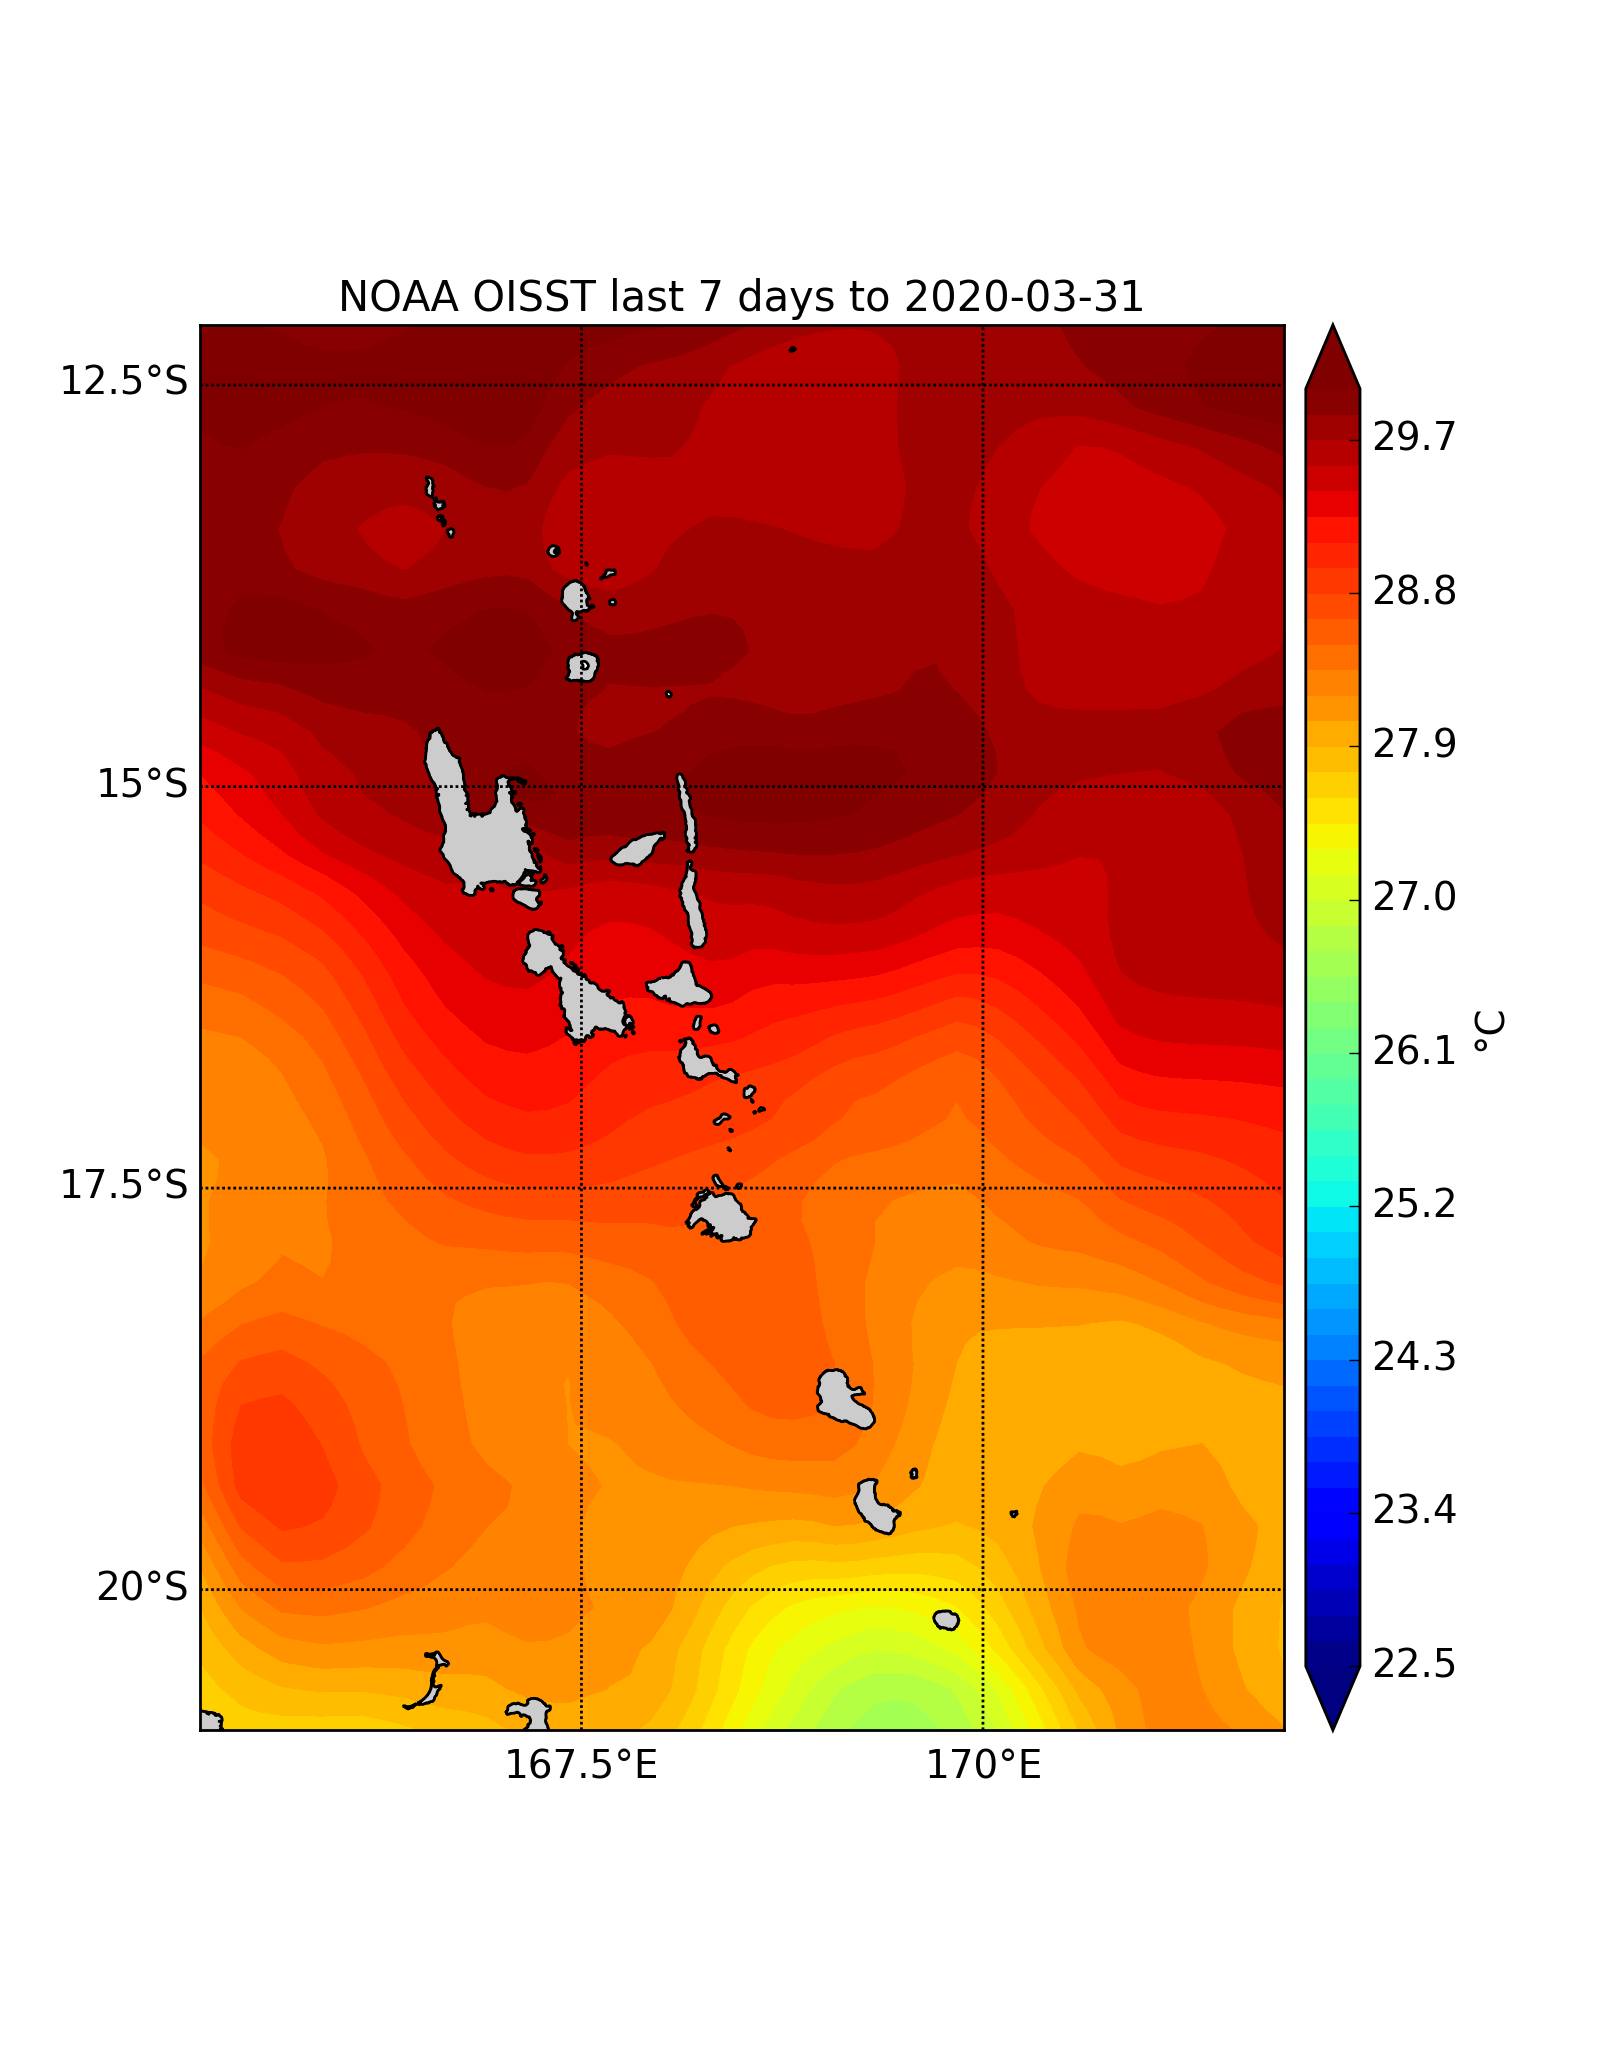 NOAA OISST last 7 days to 2020-03-31
12.5°S
15°S
17.5°S
20°S
167.5°E
170°E
29.7
28.8
27.9
27.0
26.1
25.2
24.3
23.4
22.5
°C